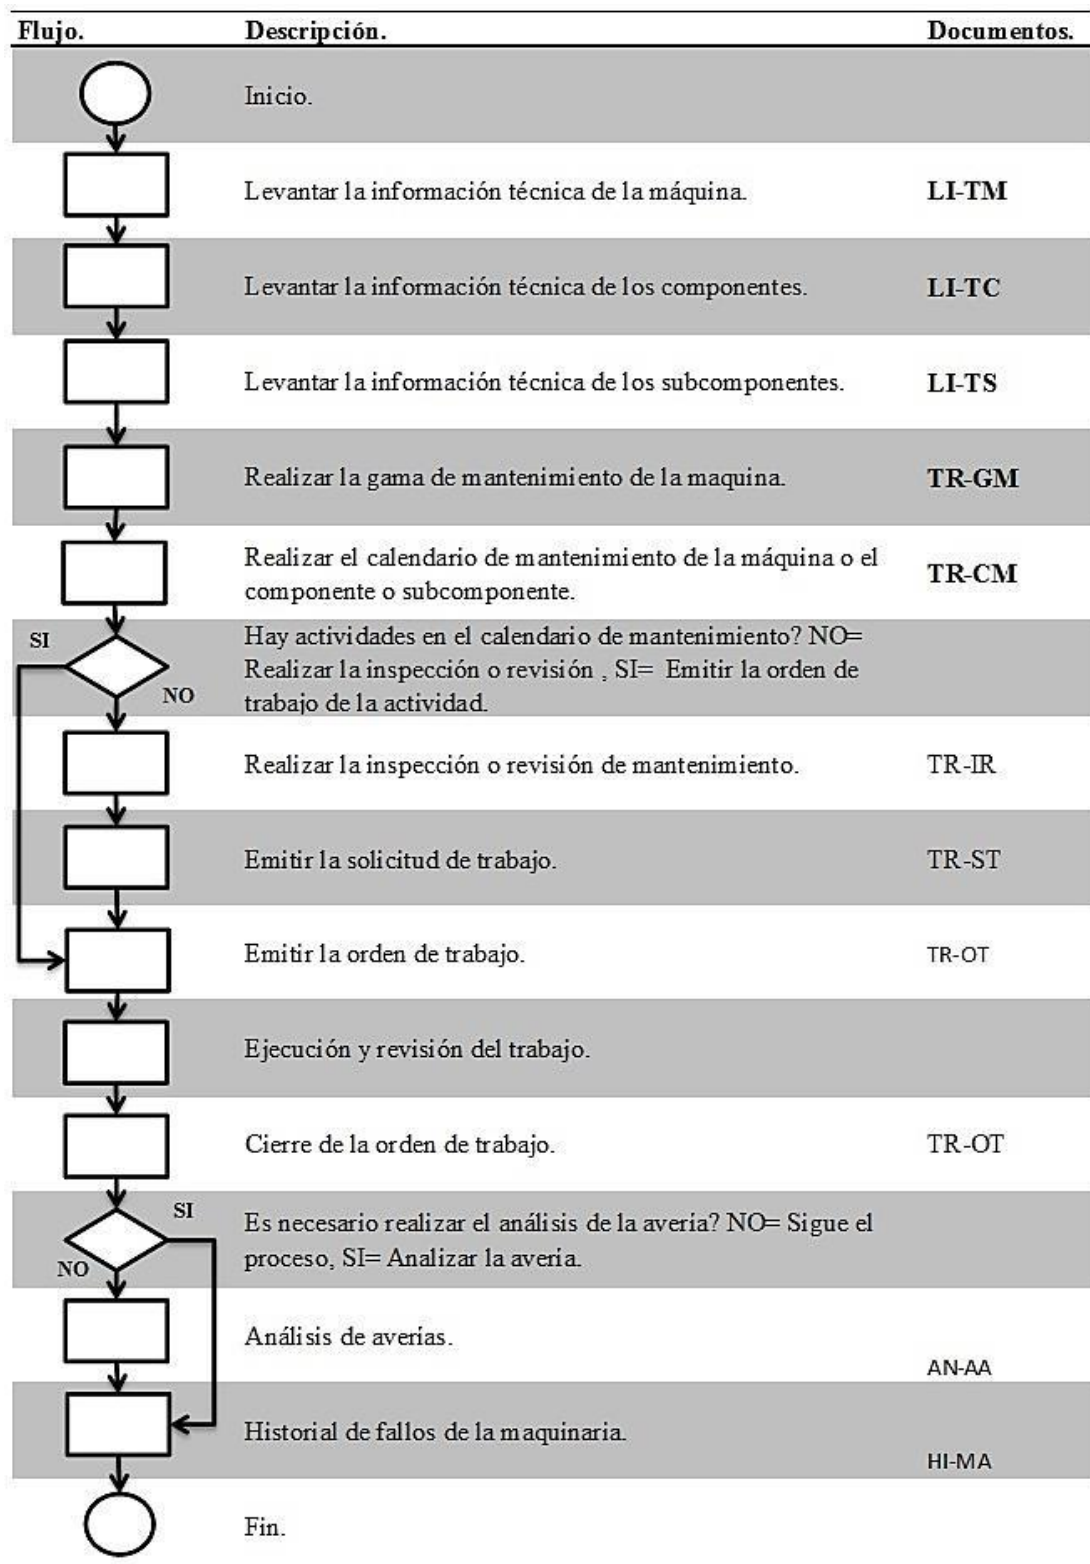 Flujo. Descripción. Documentos.
Inicio.
Levantar la información técnica de la máquina. LI-TM
Levantar la información técnica de los componentes. LI-TC
Levantar la información técnica de los subcomponentes. LI-TS
Realizar la gama de mantenimiento de la maquina. TR-GM
Realizar el calendario de mantenimiento de la máquina o el
componente o subcomponente. TR-CM
SI
NO
Hay actividades en el calendario de mantenimiento? NO=
Realizar la inspección o revisión , SI= Emitir la orden de
trabajo de la actividad.
Realizar la inspección o revisión de mantenimiento. TR-IR
Emitir la solicitud de trabajo. TR-ST
Emitir la orden de trabajo. TR-OT
Ejecución y revisión del trabajo.
Cierre de la orden de trabajo. TR-OT
SI
NO
Es necesario realizar el análisis de la avería? NO= Sigue el
proceso, SI= Analizar la avería.
Análisis de averías.
AN-AA
Historial de fallos de la maquinaria.
HI-MA
Fin.